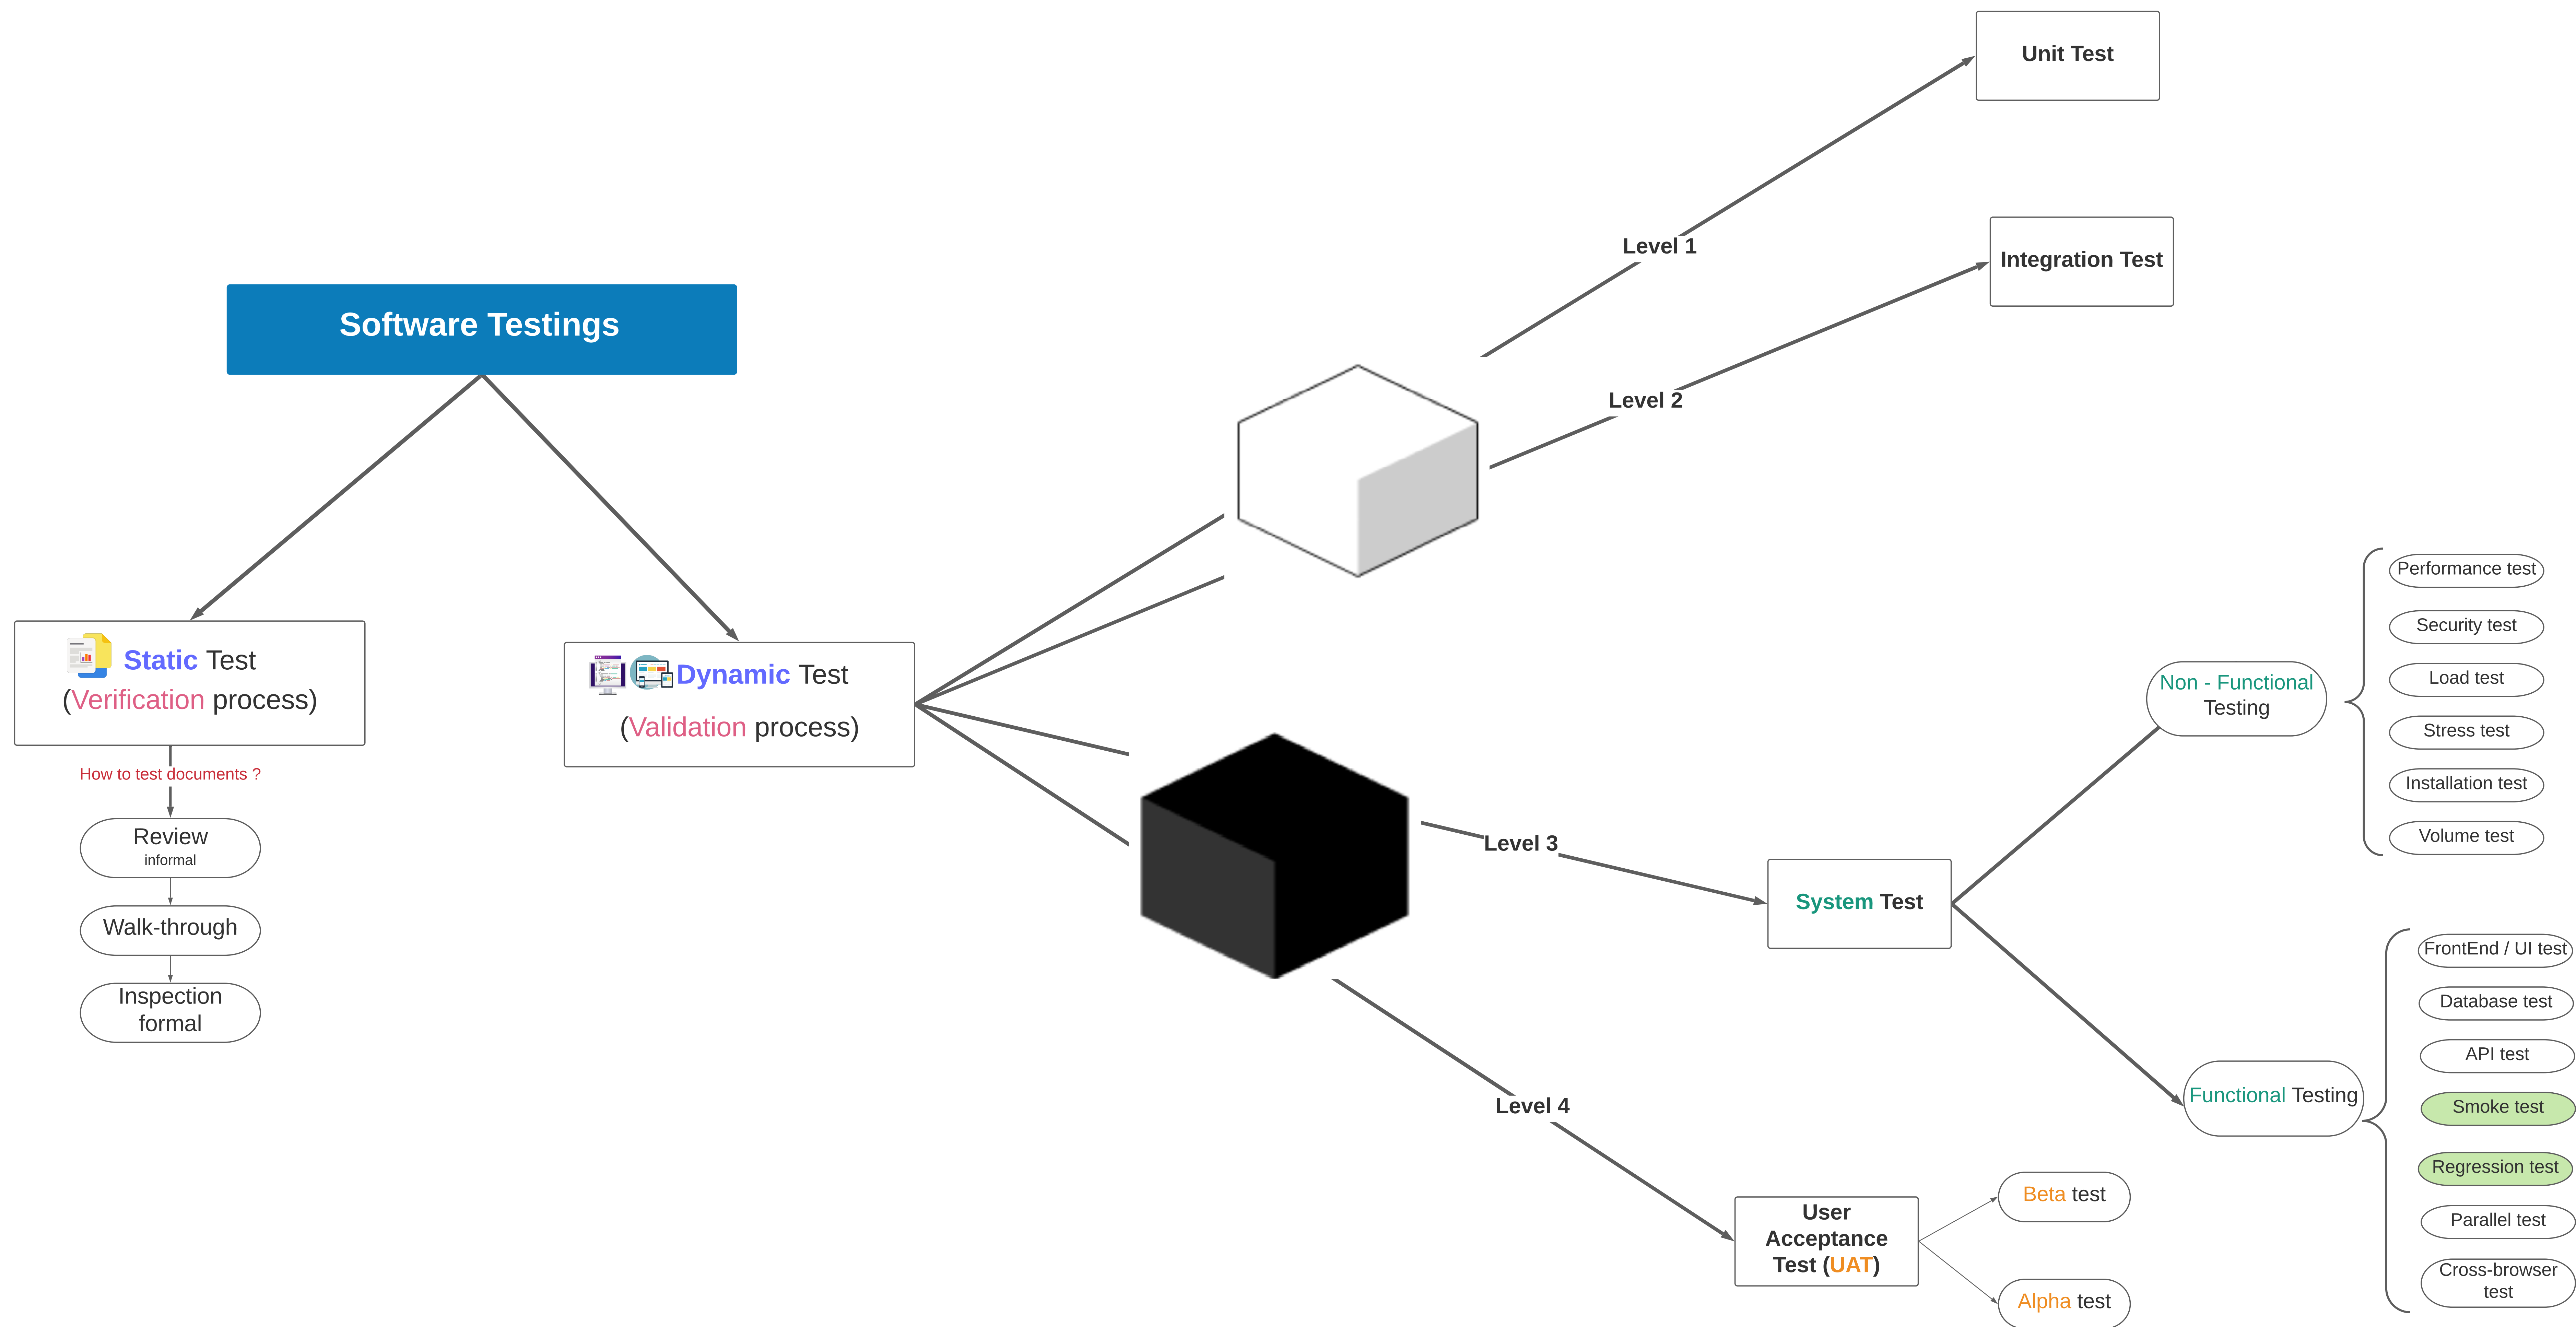 Software Testings
Static Test
(Verification process)
How to test documents ?
Review
informal
Walk-through
Inspection
formal
Dynamic Test
(Validation process)
Level 1
Unit Test
Level 2
Integration Test
Level 3
System Test
Non - Functional
Testing
Performance test
Security test
Load test
Stress test
Installation test
Volume test
Functional Testing
FrontEnd / UI test
Database test
API test
Smoke test
Regression test
Parallel test
Cross-browser
test
Level 4
User
Acceptance
Test (UAT)
Beta test
Alpha test